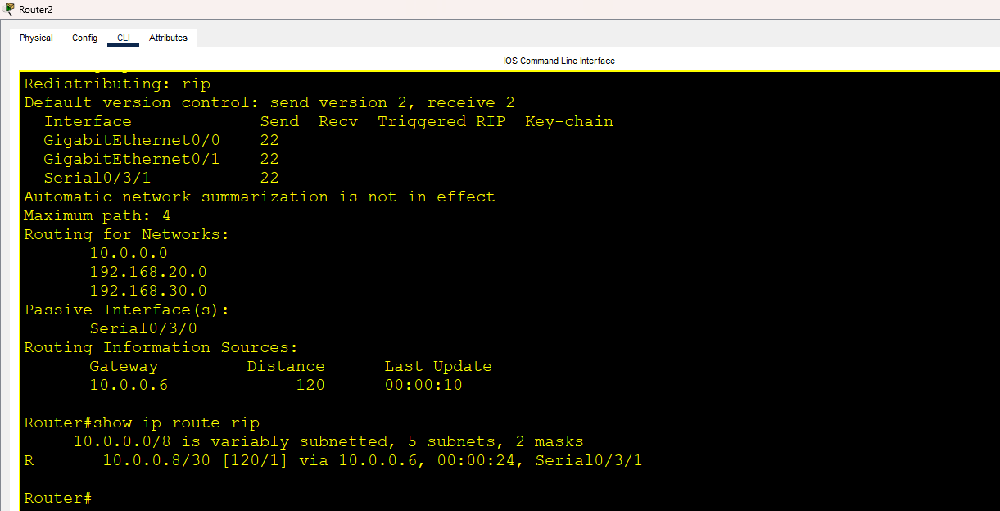 Router2
Physical Config CLI Attributes
IOS Command Line Interface
Redistributing: rip
Default version control: send version 2, receive 2
Interface Send Recv Triggered RIP Key-chain
GigabitEthernet0/0 22
GigabitEthernet0/1 22
Serial0/3/1 22
Automatic network summarization is not in effect
Maximum path: 4
Routing for Networks:
10.0.0.0
192.168.20.0
192.168.30.0
Passive Interface(s):
Serial0/3/0
Routing Information Sources:
Gateway Distance Last Update
10.0.0.6 120 00:00:10
Router#show ip route rip
10.0.0.0/8 is variably subnetted, 5 subnets, 2 masks
R 10.0.0.8/30 [120/1] via 10.0.0.6, 00:00:24, Serial0/3/1
Router#